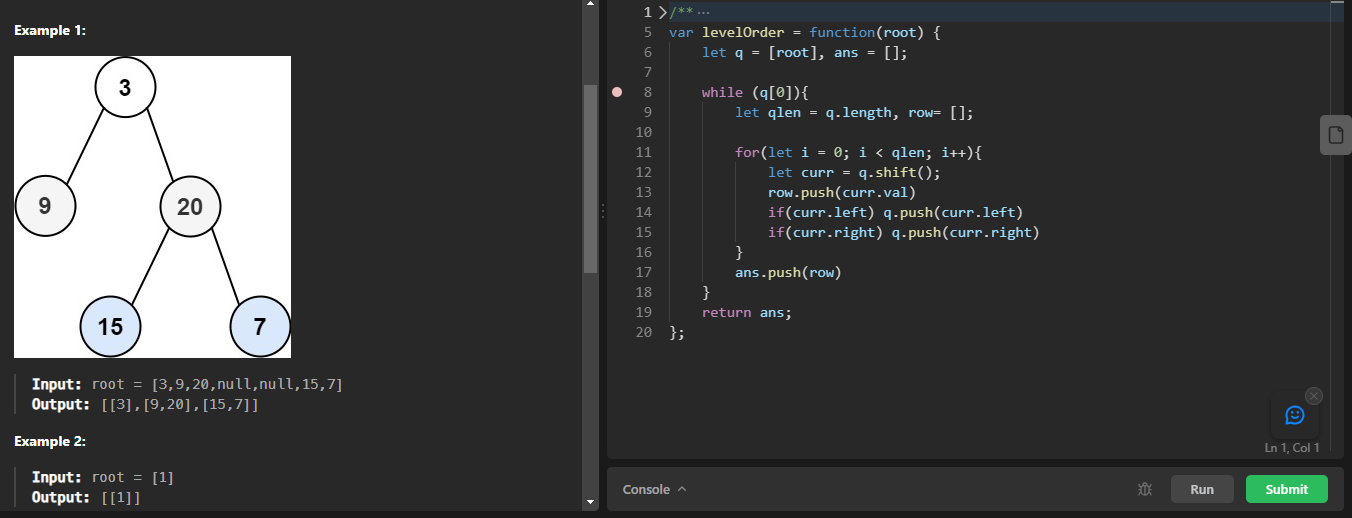 Example 1:
3
9
20
15
7
Input: root = [3,9,20,null,null,15,7]
Output: [[3],[9,20],[15,7]]
Example 2:
Input: root = [1]
Output: [[1]]
1 /** ···
5 var levelOrder = function(root) {
6 let q = [root], ans = [];
7
8 while (q[0]){
9 let qlen = q.length, row= [];
10
11 for(let i = 0; i < qlen; i++){
12 let curr = q.shift();
13 row.push(curr.val)
14 if(curr.left) q.push(curr.left)
15 if(curr.right) q.push(curr.right)
16 }
17 ans.push(row)
18 }
19 return ans;
20 };
Ln 1, Col 1
Console
Run
Submit